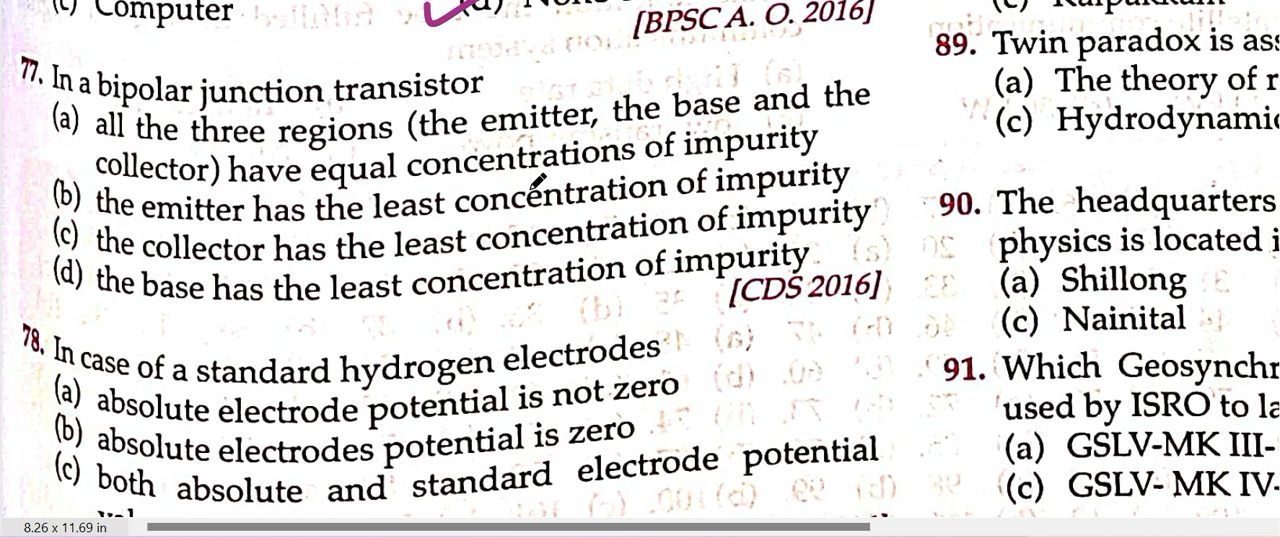 (c) Computer
[BPSC A. O. 2016]
77. In a bipolar junction transistor
(a) all the three regions (the emitter, the base and the
collector) have equal concentrations of impurity
(b) the emitter has the least concentration of impurity
(c) the collector has the least concentration of impurity
(d) the base has the least concentration of impurity
[CDS 2016]
78. In case of a standard hydrogen electrodes
(a) absolute electrode potential is not zero
(b) absolute electrodes potential is zero
(c) both absolute and standard electrode potential
89. Twin paradox is ass
(a) The theory of r
(c) Hydrodynamic
90. The headquarters
physics is located i
(a) Shillong
(c) Nainital
91. Which Geosynchr
used by ISRO to la
(a) GSLV-MK III-
(c) GSLV- MK IV-
8.26 x 11.69 in